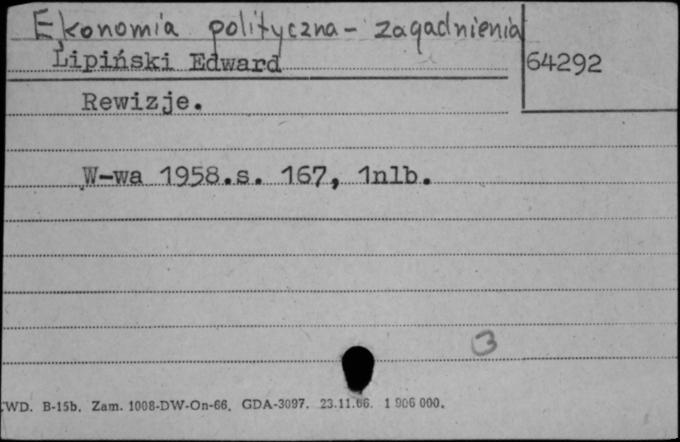 Ekonomia polityczna - zagadnienia
Lipiński Edward
64292
Rewizje.
W-wa 1958.s. 167, 1nlb.
3
WD. B-15b. Zam. 1008-DW-On-66. GDA-3097. 23.11.66. 1 906 000.